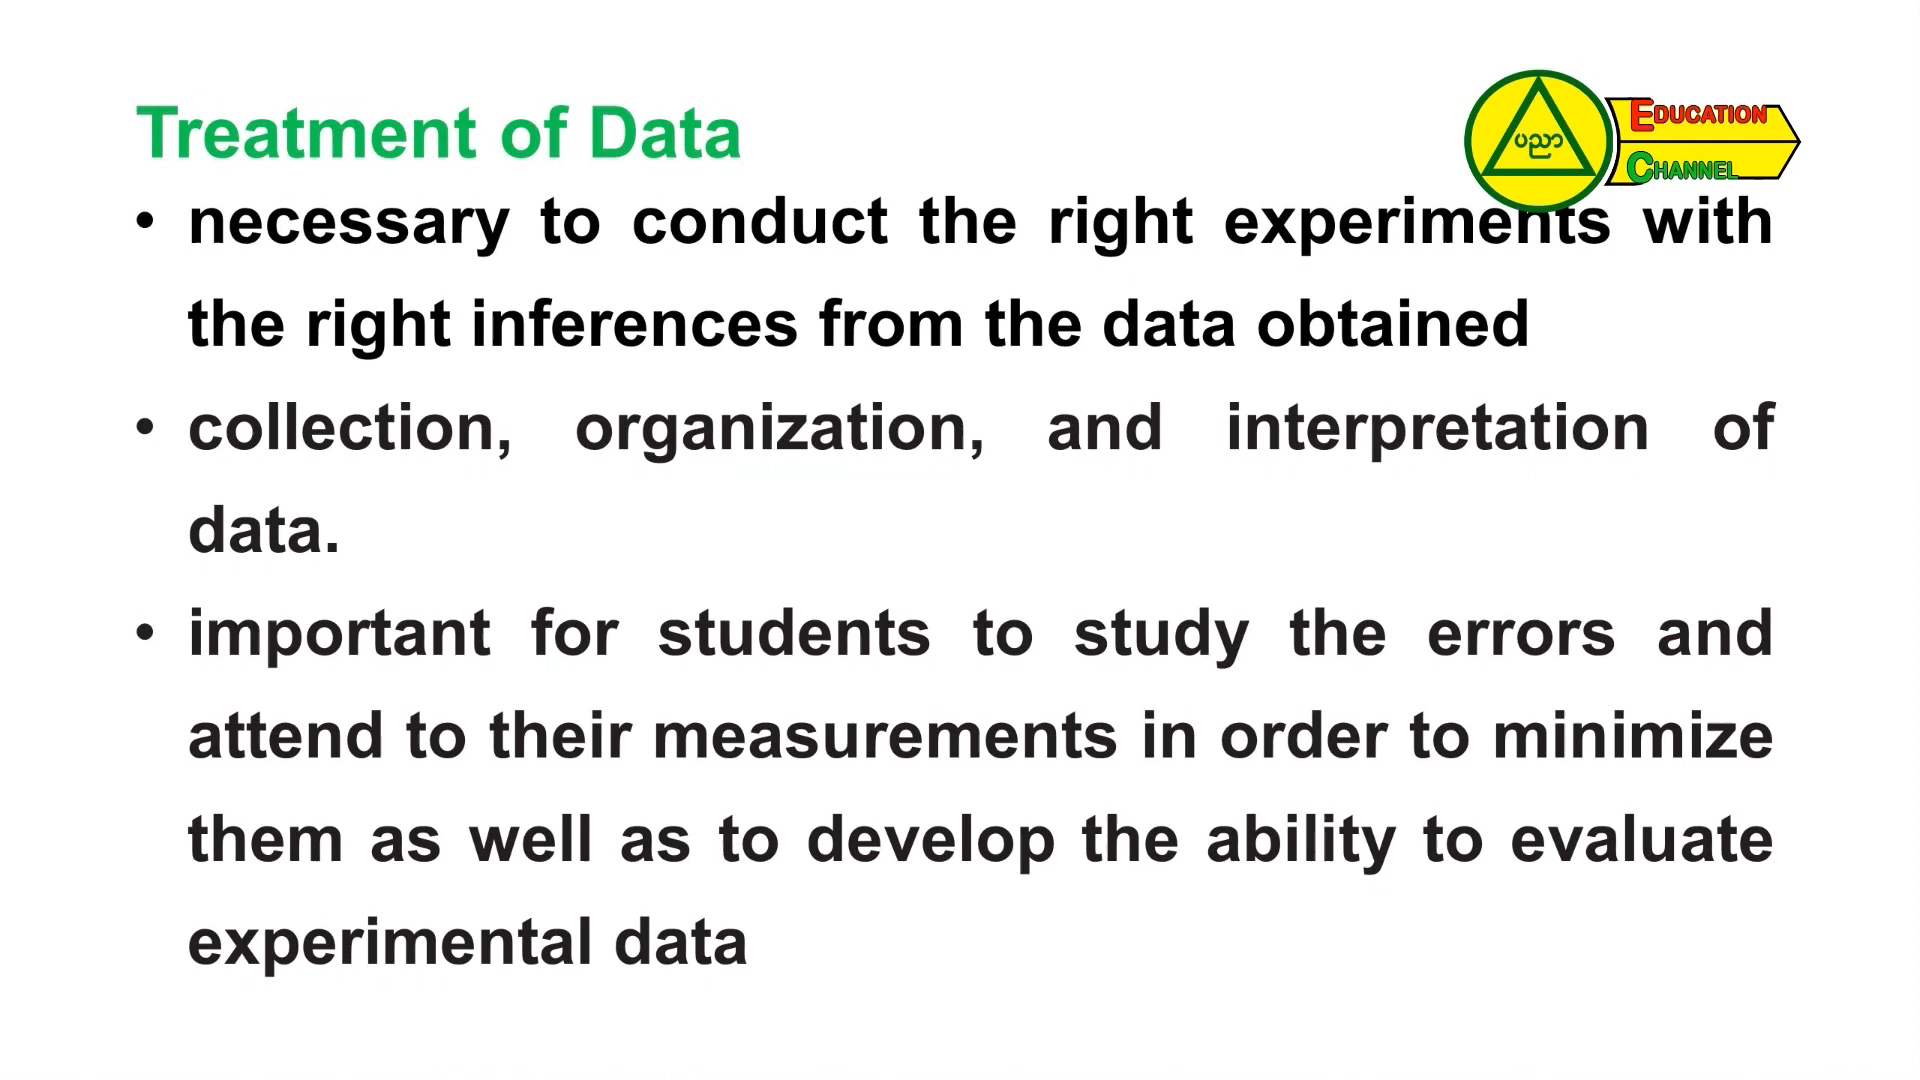 Treatment of Data
ပညာ
EDUCATION
CHANNEL
• necessary to conduct the right experiments with
the right inferences from the data obtained
• collection, organization, and interpretation of
data.
• important for students to study the errors and
attend to their measurements in order to minimize
them as well as to develop the ability to evaluate
experimental data